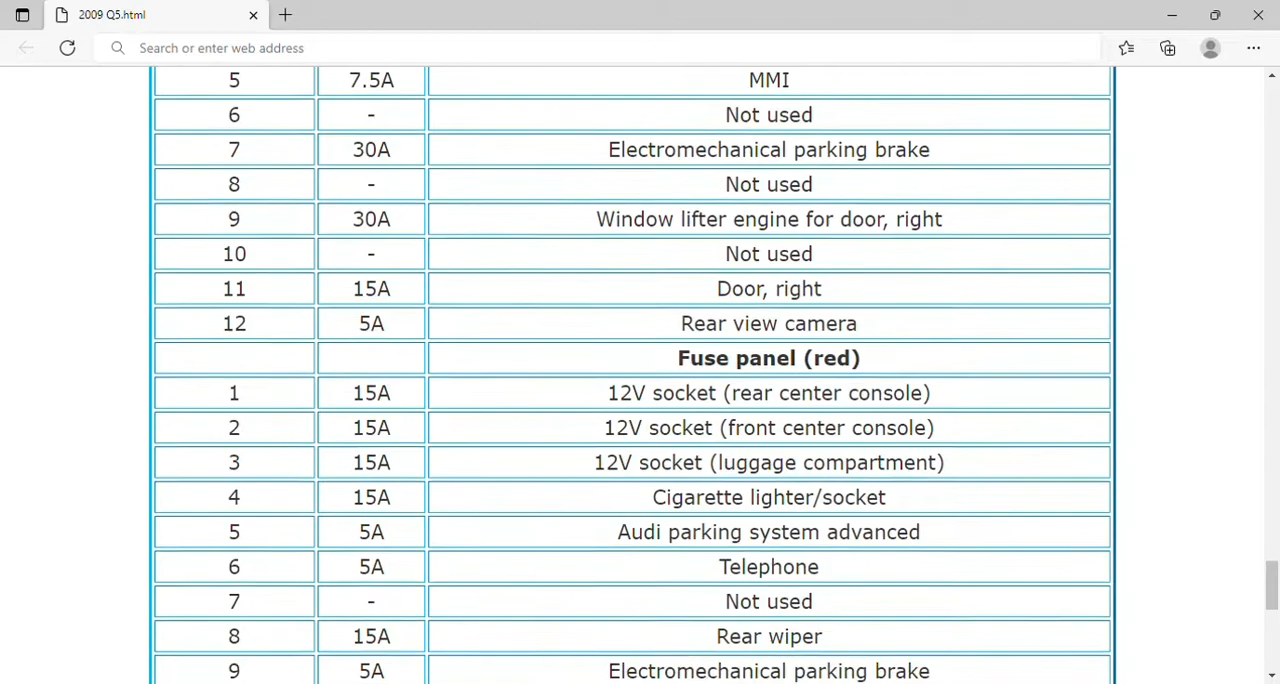 2009 Q5.html
Search or enter web address
5 7.5A MMI
6 - Not used
7 30A Electromechanical parking brake
8 - Not used
9 30A Window lifter engine for door, right
10 - Not used
11 15A Door, right
12 5A Rear view camera
Fuse panel (red)
1 15A 12V socket (rear center console)
2 15A 12V socket (front center console)
3 15A 12V socket (luggage compartment)
4 15A Cigarette lighter/socket
5 5A Audi parking system advanced
6 5A Telephone
7 - Not used
8 15A Rear wiper
9 5A Electromechanical parking brake